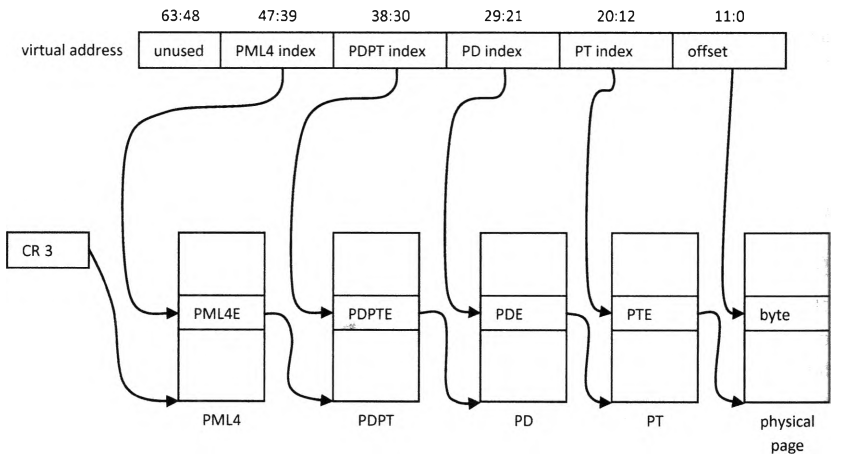 63:48 47:39 38:30 29:21 20:12 11:0
virtual address unused PML4 index PDPT index PD index PT index offset
CR 3
PML4E PDPTE PDE PTE byte
PML4 PDPT PD PT physical
page